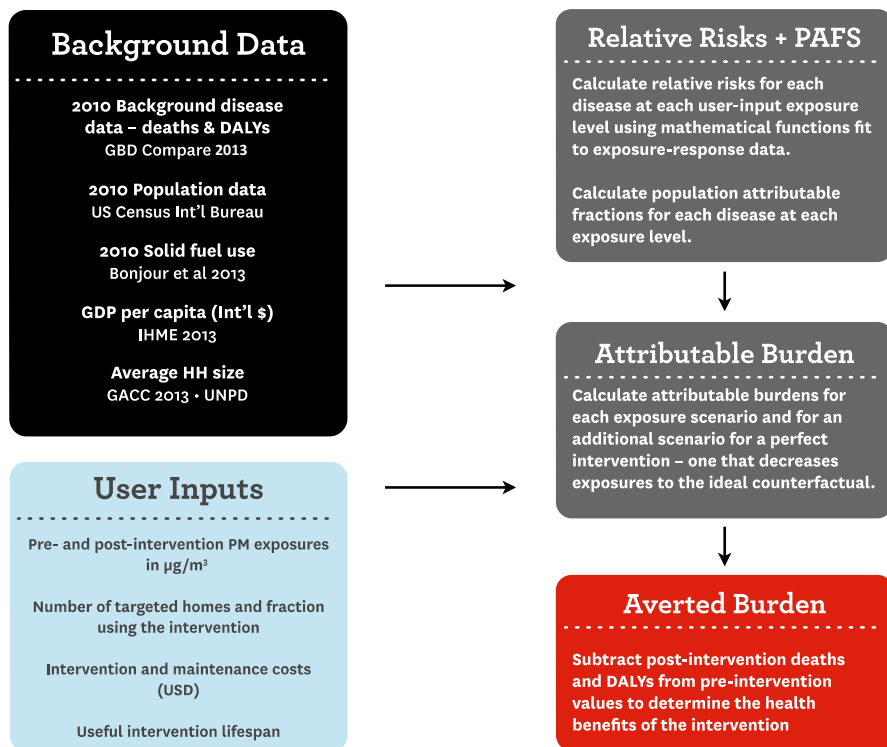 Background Data
2010 Background disease
data – deaths & DALYs
GBD Compare 2013
2010 Population data
US Census Int'l Bureau
2010 Solid fuel use
Bonjour et al 2013
GDP per capita (Int'l $)
IHME 2013
Average HH size
GACC 2013 • UNPD
User Inputs
Pre- and post-intervention PM exposures
in µg/m³
Number of targeted homes and fraction
using the intervention
Intervention and maintenance costs
(USD)
Useful intervention lifespan
Relative Risks + PAFS
Calculate relative risks for each
disease at each user-input exposure
level using mathematical functions fit
to exposure-response data.
Calculate population attributable
fractions for each disease at each
exposure level.
Attributable Burden
Calculate attributable burdens for
each exposure scenario and for an
additional scenario for a perfect
intervention – one that decreases
exposures to the ideal counterfactual.
Averted Burden
Subtract post-intervention deaths
and DALYs from pre-intervention
values to determine the health
benefits of the intervention